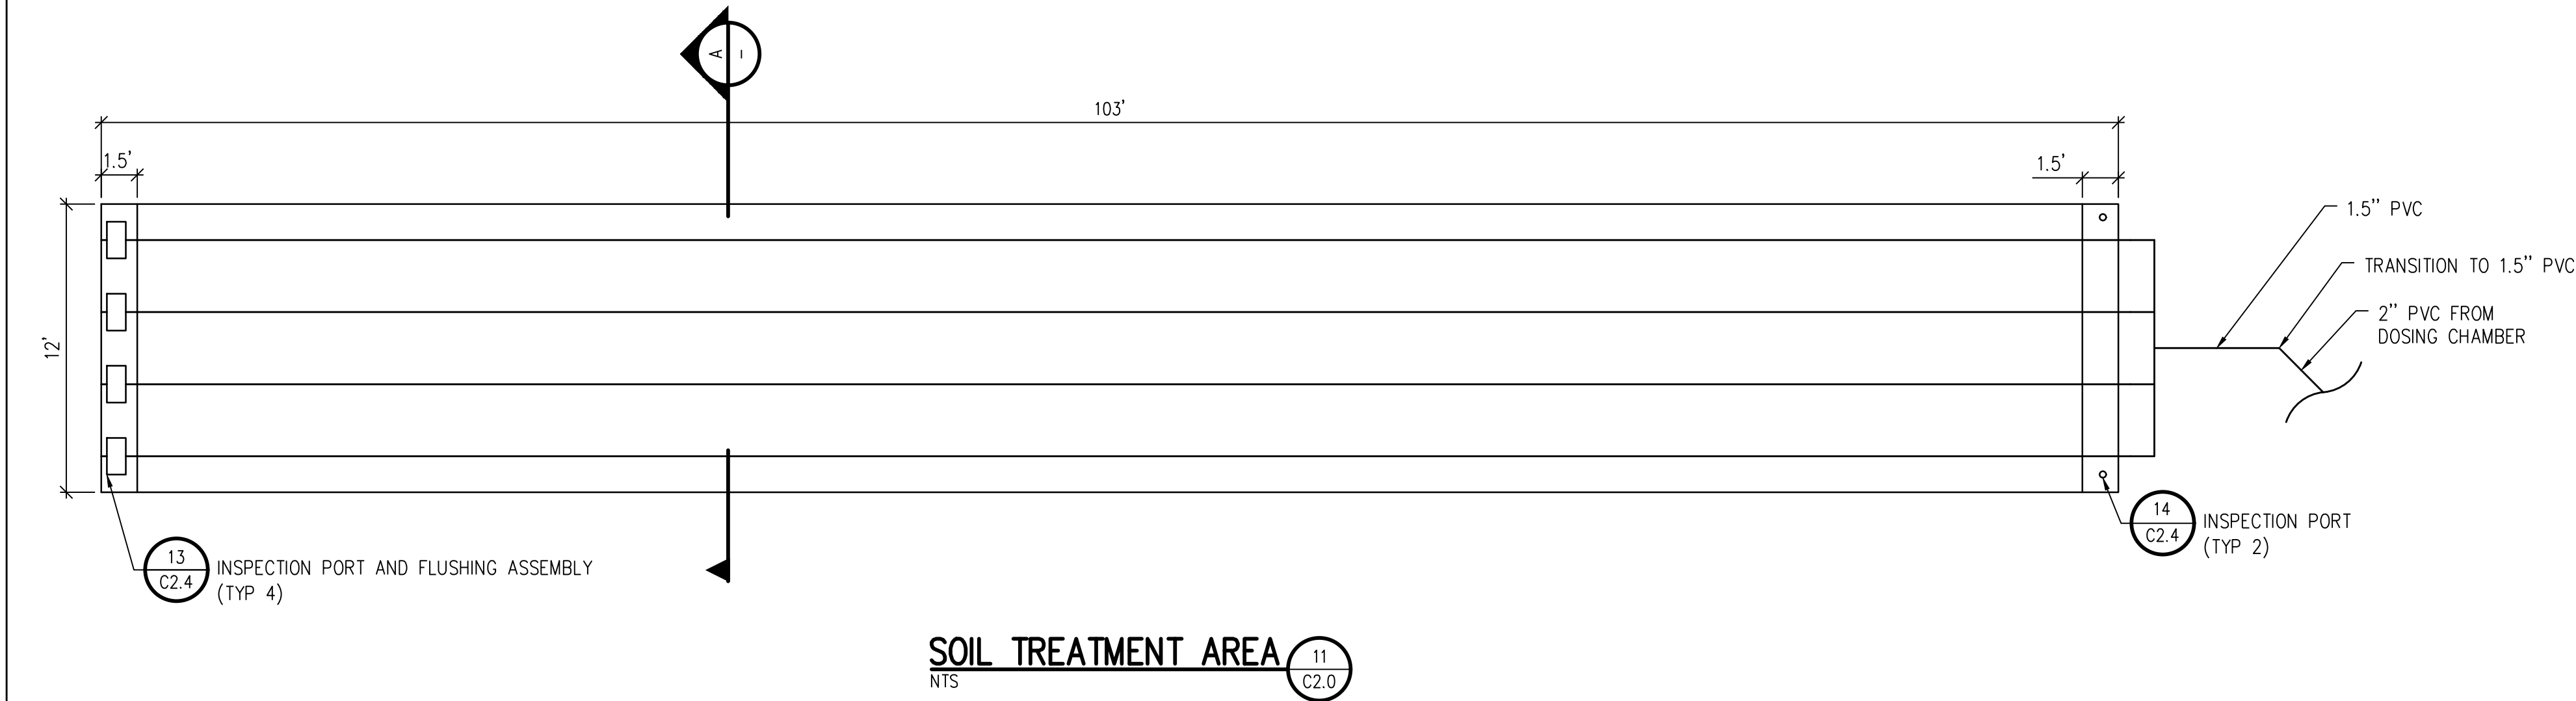 A
–
103'
1.5'
1.5'
12'
1.5" PVC
TRANSITION TO 1.5" PVC
2" PVC FROM
DOSING CHAMBER
14
C2.4
INSPECTION PORT
(TYP 2)
13
C2.4
INSPECTION PORT AND FLUSHING ASSEMBLY
(TYP 4)
SOIL TREATMENT AREA
NTS
11
C2.0